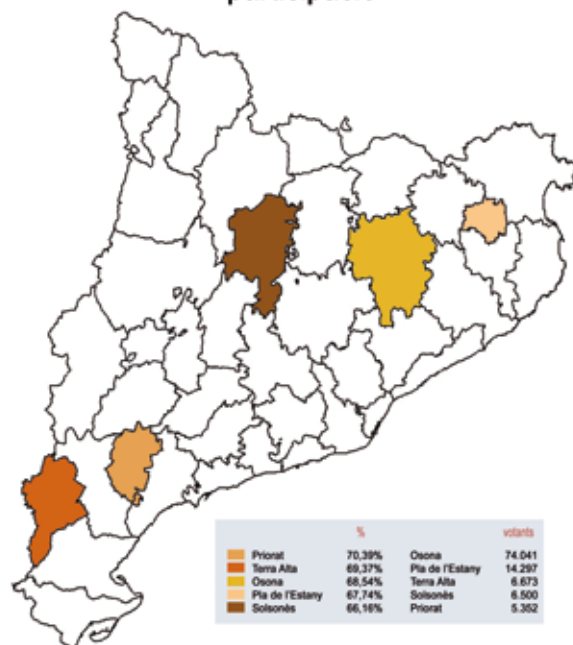 % votants
Priorat 70,39% Osona 74.041
Terra Alta 69,37% Pla de l'Estany 14.297
Osona 68,54% Terra Alta 6.673
Pla de l'Estany 67,74% Solsonès 6.500
Solsonès 66,16% Priorat 5.352